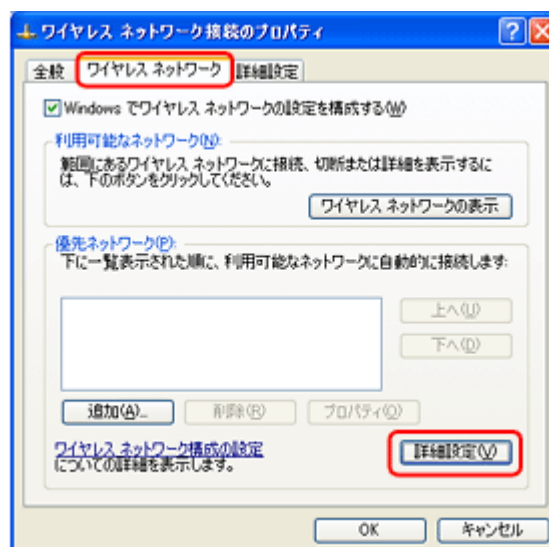 ワイヤレス ネットワーク接続のプロパティ
全般 ワイヤレス ネットワーク 詳細設定
Windows でワイヤレス ネットワークの設定を構成する(W)
利用可能なネットワーク(N):
範囲にあるワイヤレス ネットワークに接続、切断または詳細を表示するに
は、下のボタンをクリックしてください。
ワイヤレス ネットワークの表示
優先ネットワーク(P):
下に一覧表示された順に、利用可能なネットワークに自動的に接続します:
上へ(U)
下へ(D)
追加(A)... 削除(R) プロパティ(O)
ワイヤレス ネットワーク構成の設定
についての詳細を表示します。
詳細設定(V)
OK キャンセル